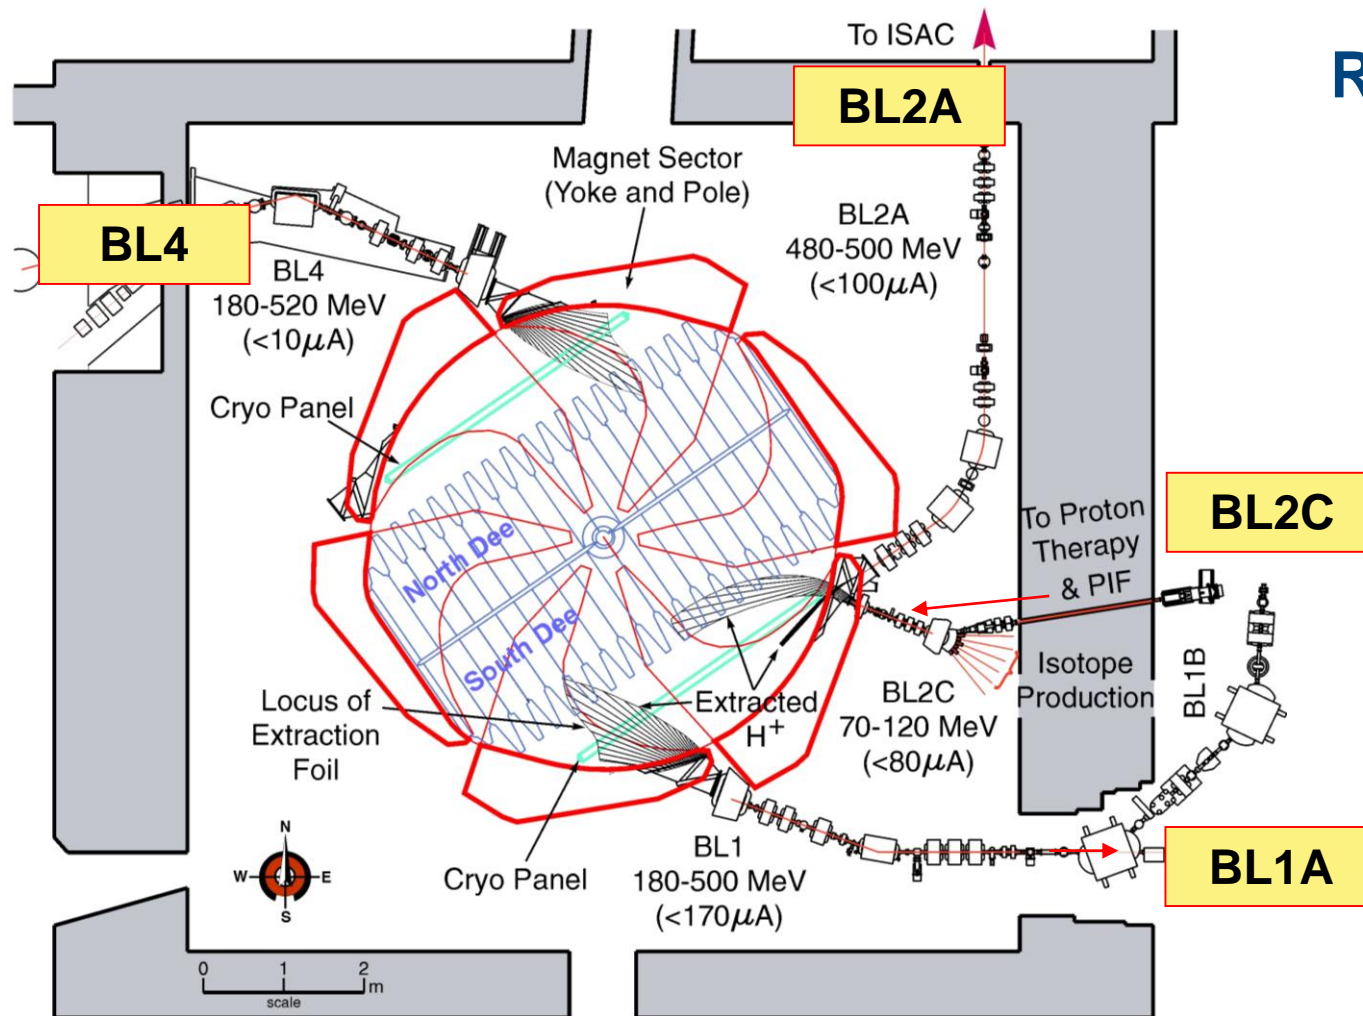 To ISAC
R
BL2A
Magnet Sector
(Yoke and Pole)
BL2A
480-500 MeV
(<100μA)
BL4
BL4
180-520 MeV
(<10μA)
Cryo Panel
BL2C
To Proton
Therapy
& PIF
North Dee
South Dee
Isotope
Production
BL1B
Locus of
Extraction
Foil
Extracted
H+
BL2C
70-120 MeV
(<80μA)
BL1A
Cryo Panel
BL1
180-500 MeV
(<170μA)
N
W
E
S
0 1 2
m
scale